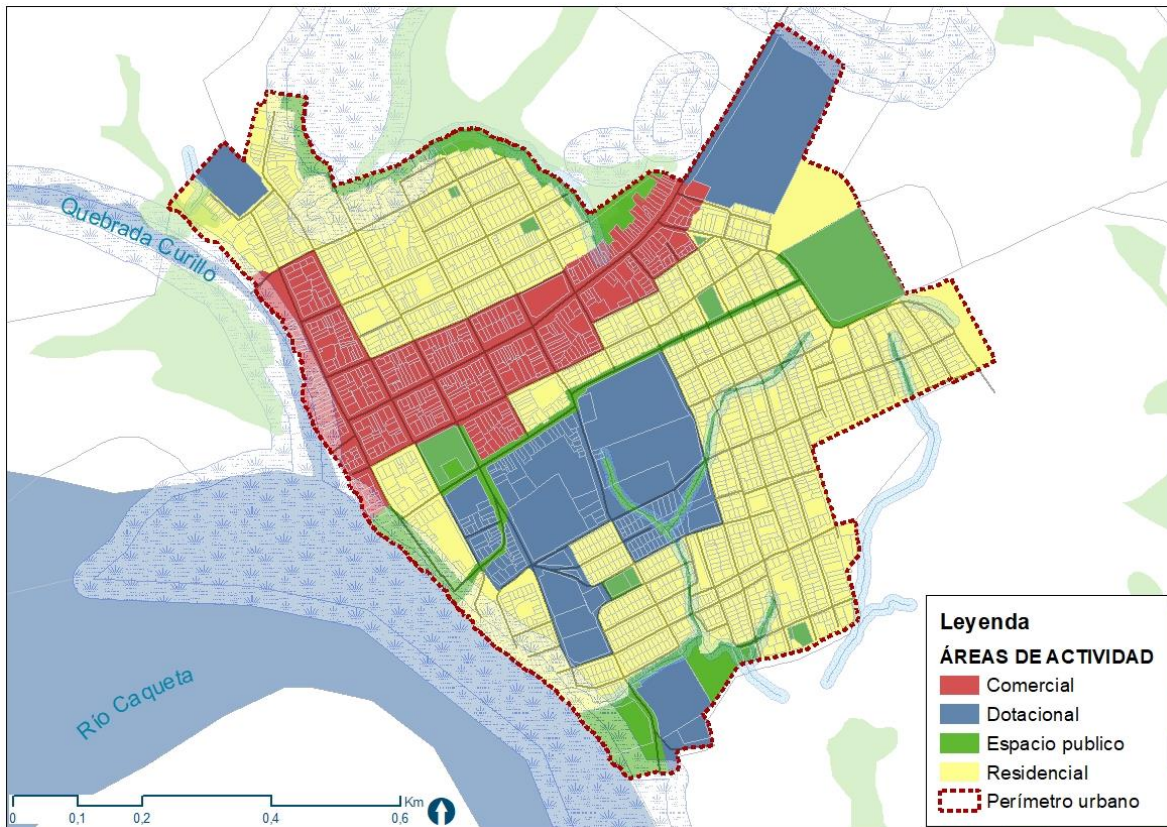 Quebrada Curillo
Río Caqueta
Leyenda
ÁREAS DE ACTIVIDAD
Comercial
Dotacional
Espacio publico
Residencial
Perímetro urbano
Km
0 0,1 0,2 0,4 0,6